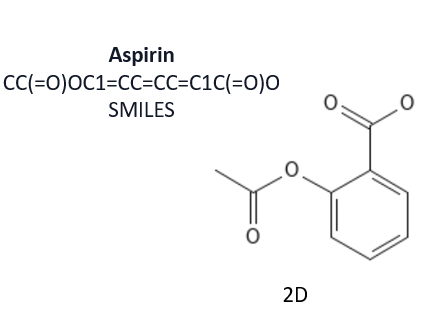 Aspirin
CC(=O)OC1=CC=CC=C1C(=O)O
SMILES
O
O
O
O
2D